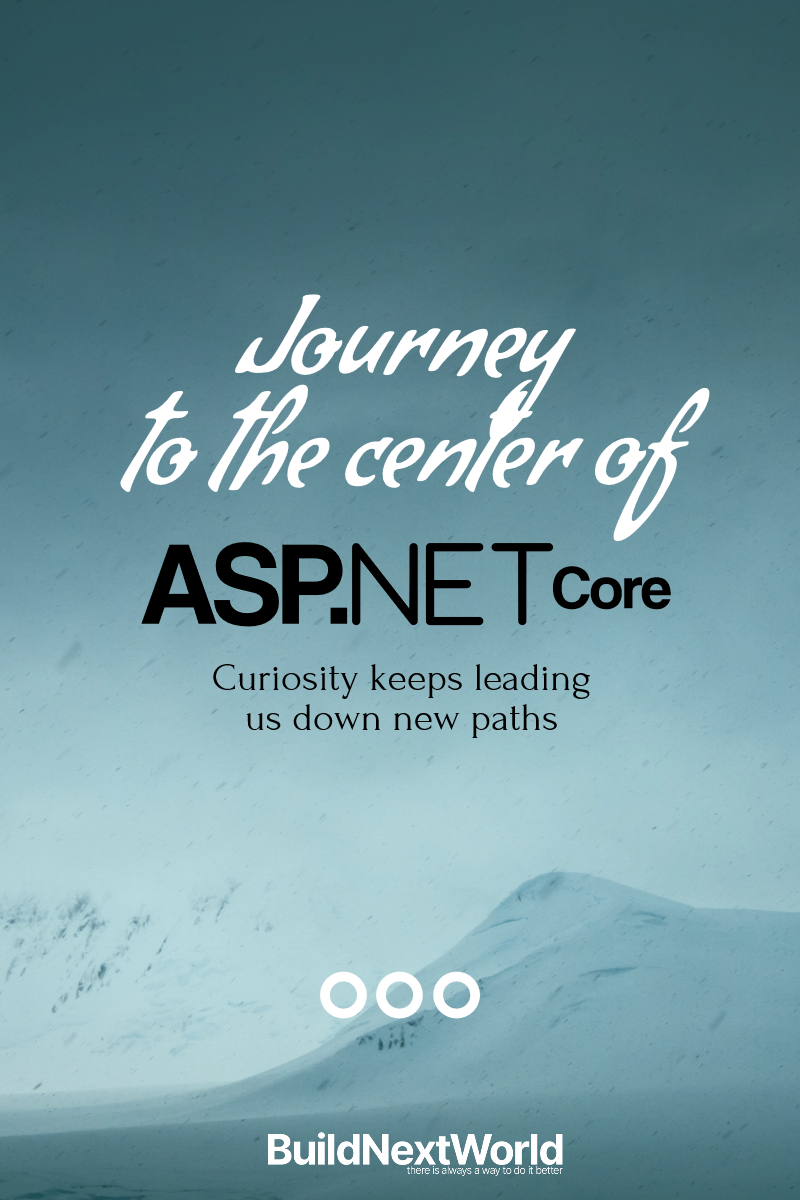 Journey
to the center of
ASP.NET Core
Curiosity keeps leading
us down new paths
BuildNextWorld
there is always a way to do it better